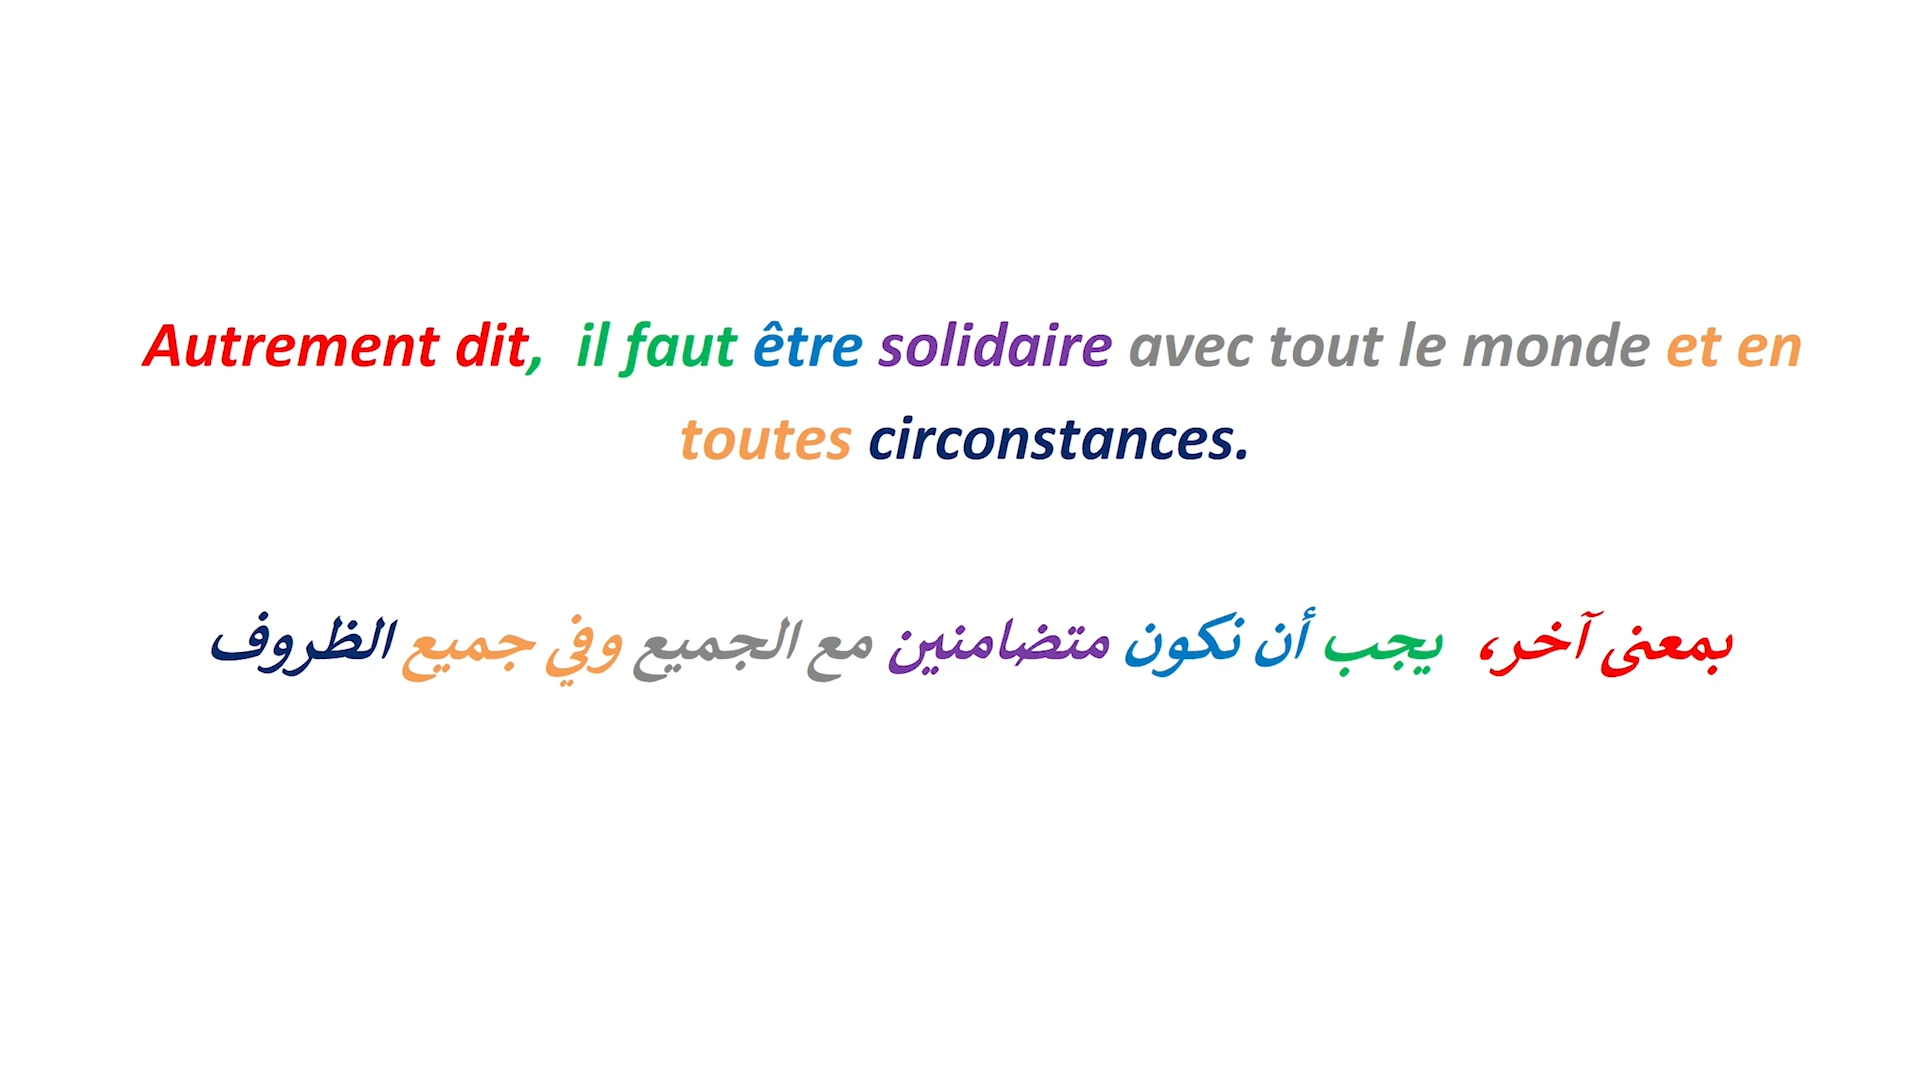 Autrement dit,  il faut être solidaire avec tout le monde et en
toutes circonstances.
بمعنى آخر،  يجب أن نكون متضامنين مع الجميع وفي جميع الظروف